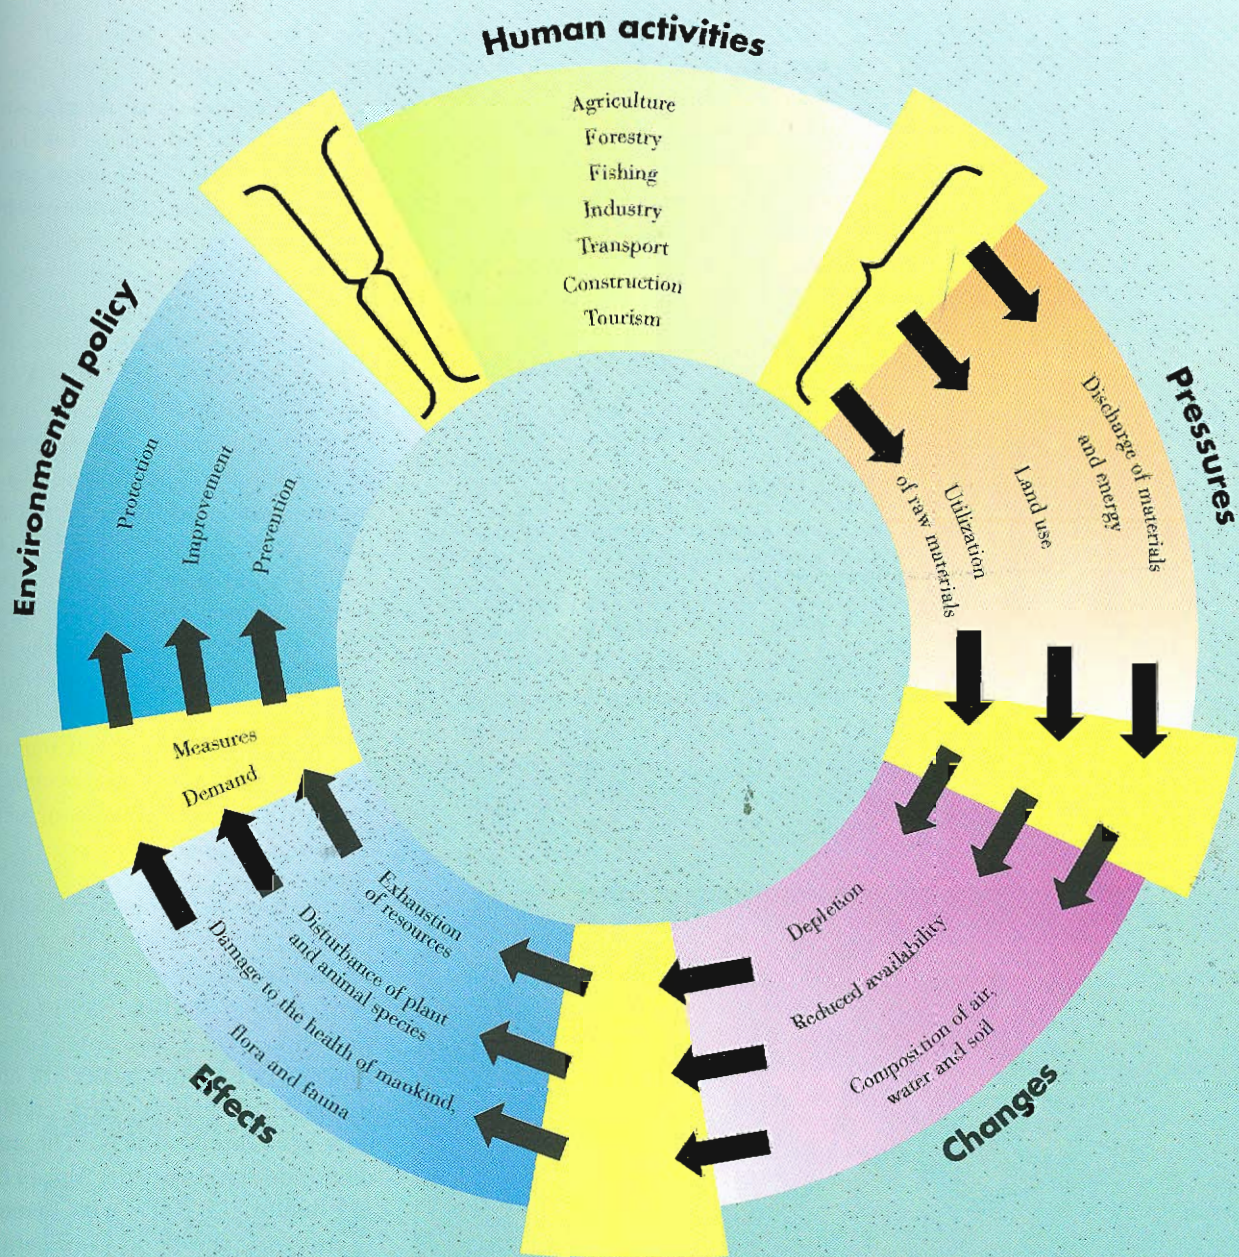 Human activities
Agriculture
Forestry
Fishing
Industry
Transport
Construction
Tourism
Pressures
Discharge of materials
and energy
Land use
Utilization
of raw materials
Changes
Depletion
Reduced availability
Composition of air,
water and soil
Effects
Exhaustion
of resources
Disturbance of plant
and animal species
Damage to the health of mankind,
flora and fauna
Measures
Demand
Environmental policy
Protection
Improvement
Prevention